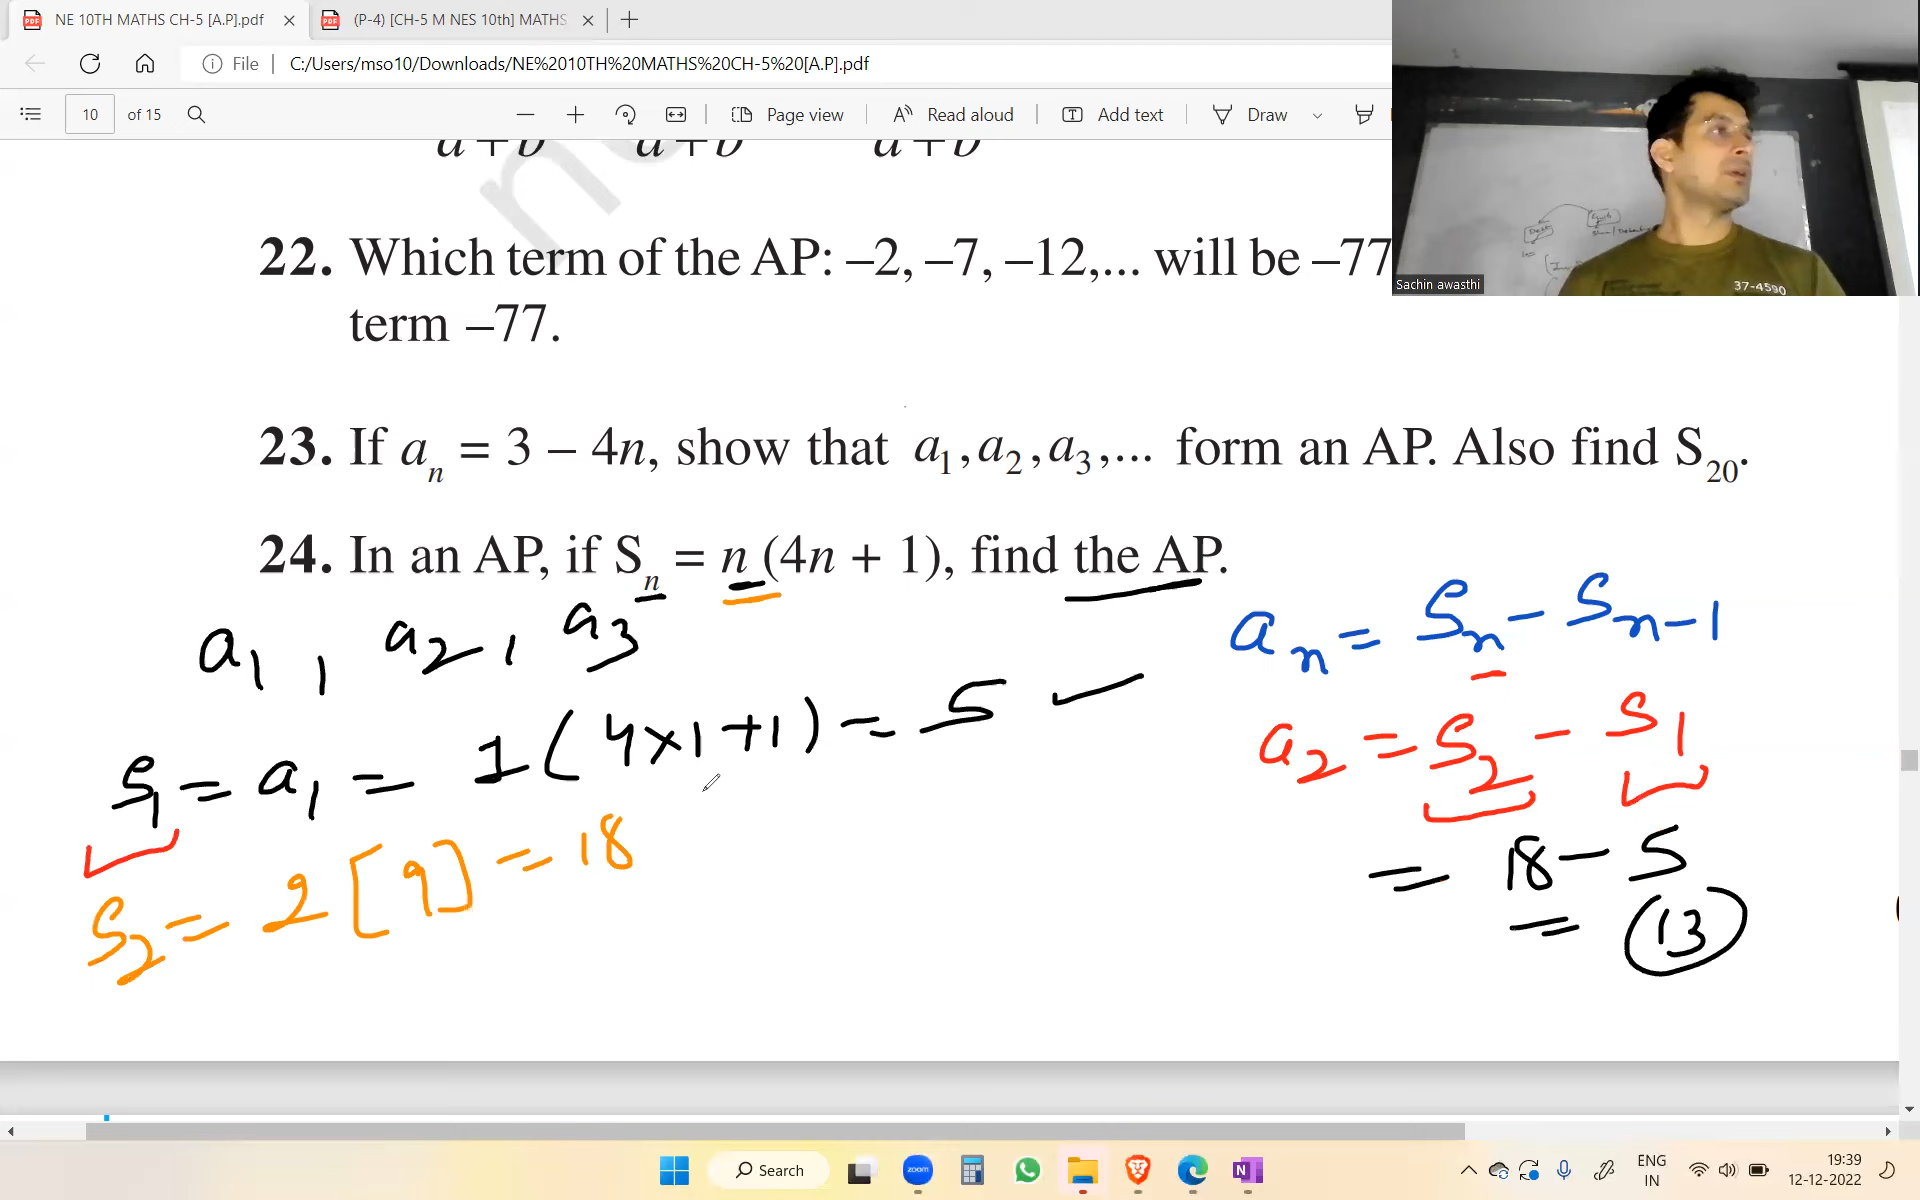 NE 10TH MATHS CH-5 [A.P].pdf
(P-4) [CH-5 M NES 10th] MATHS
File
C:/Users/mso10/Downloads/NE%2010TH%20MATHS%20CH-5%20[A.P].pdf
10 of 15
Page view
Read aloud
Add text
Draw
a + b a + b a + b
22. Which term of the AP: –2, –7, –12,... will be –77
term –77.
Sachin awasthi
37-4590
23. If aₙ = 3 – 4n, show that a₁, a₂, a₃,... form an AP. Also find S₂₀.
24. In an AP, if Sₙ = n (4n + 1), find the AP.
a₁, a₂, a₃
aₙ = Sₙ – Sₙ₋₁
S₁ = a₁ = 1 (4×1+1) = 5
a₂ = S₂ – S₁
S₂ = 2 [9] = 18
= 18 – 5
= 13
Search
zoom
ENG
IN
19:39
12-12-2022